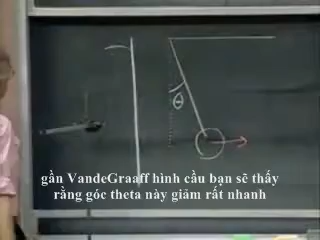 θ
gần VandeGraaff hình cầu bạn sẽ thấy
rằng góc theta này giảm rất nhanh